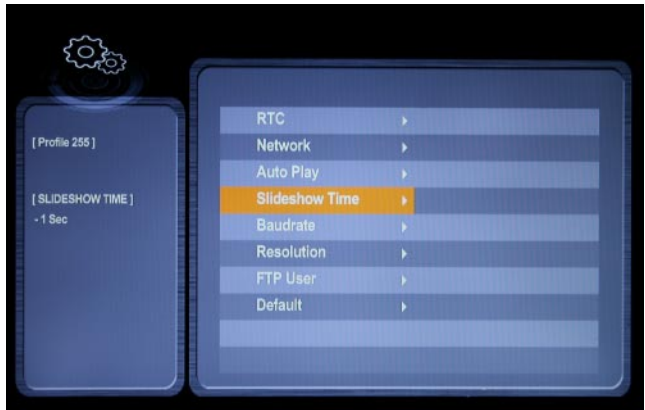 [ Profile 255 ]
[ SLIDESHOW TIME ]
- 1 Sec
RTC
Network
Auto Play
Slideshow Time
Baudrate
Resolution
FTP User
Default